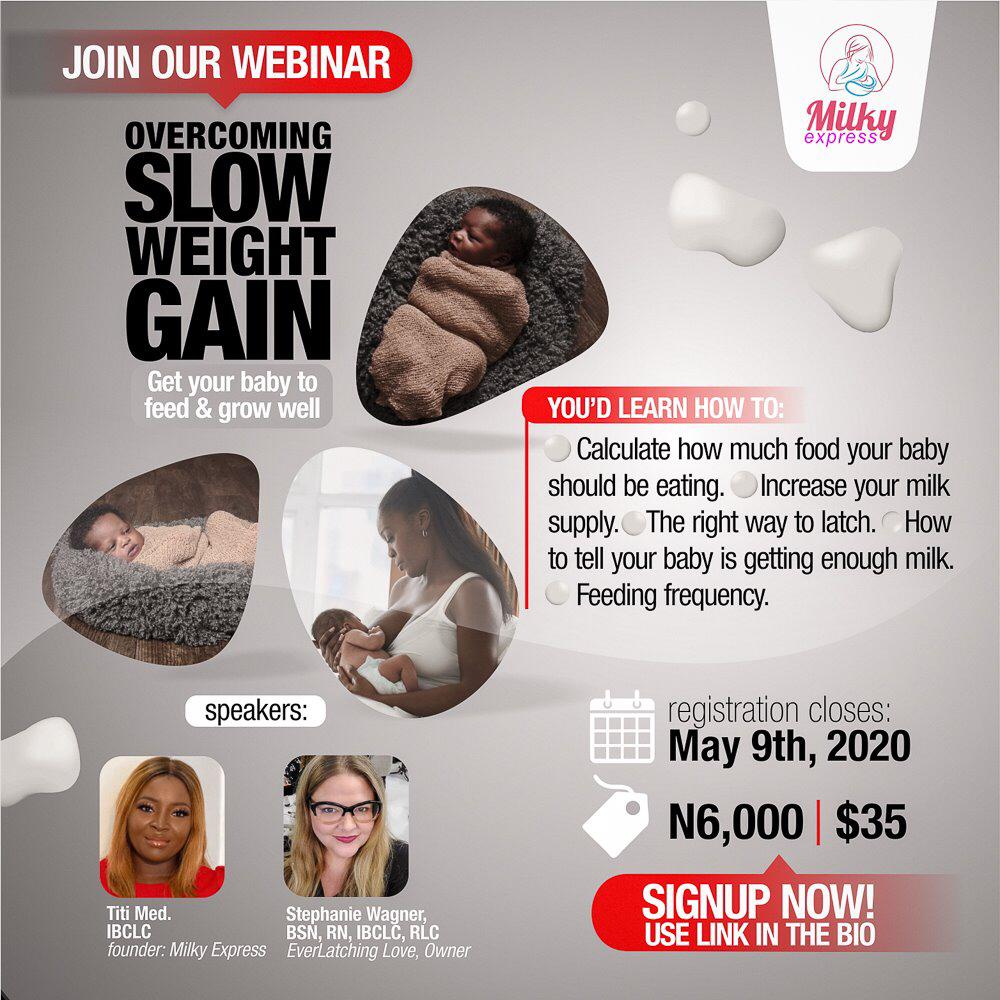 JOIN OUR WEBINAR
Milky
express
OVERCOMING
SLOW
WEIGHT
GAIN
Get your baby to
feed & grow well
YOU'D LEARN HOW TO:
Calculate how much food your baby
should be eating. Increase your milk
supply. The right way to latch. How
to tell your baby is getting enough milk.
Feeding frequency.
speakers:
Titi Med.
IBCLC
founder: Milky Express
Stephanie Wagner,
BSN, RN, IBCLC, RLC
EverLatching Love, Owner
registration closes:
May 9th, 2020
N6,000 | $35
SIGNUP NOW!
USE LINK IN THE BIO